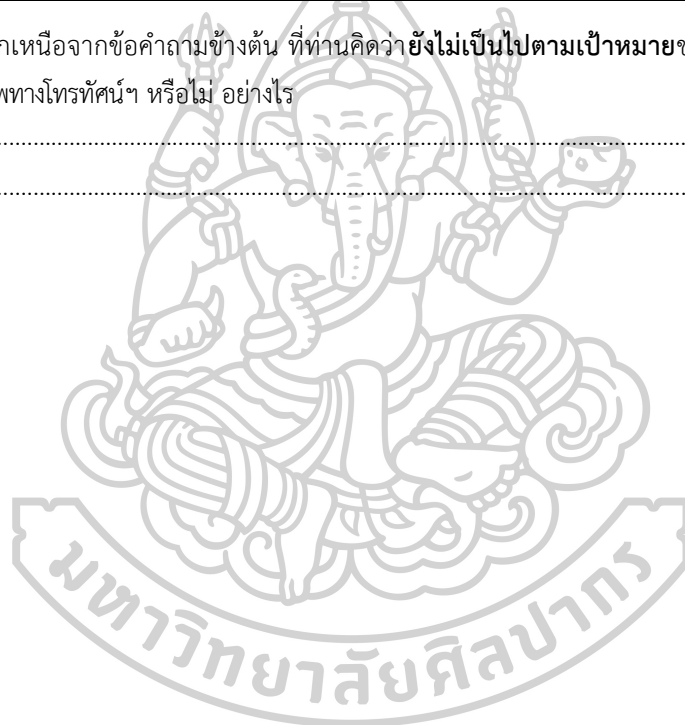 กเหนือจากข้อคำถามข้างต้น ที่ท่านคิดว่ายังไม่เป็นไปตามเป้าหมายข
พทางโทรทัศน์ฯ หรือไม่ อย่างไร
มหาวิทยาลัยศิลปากร